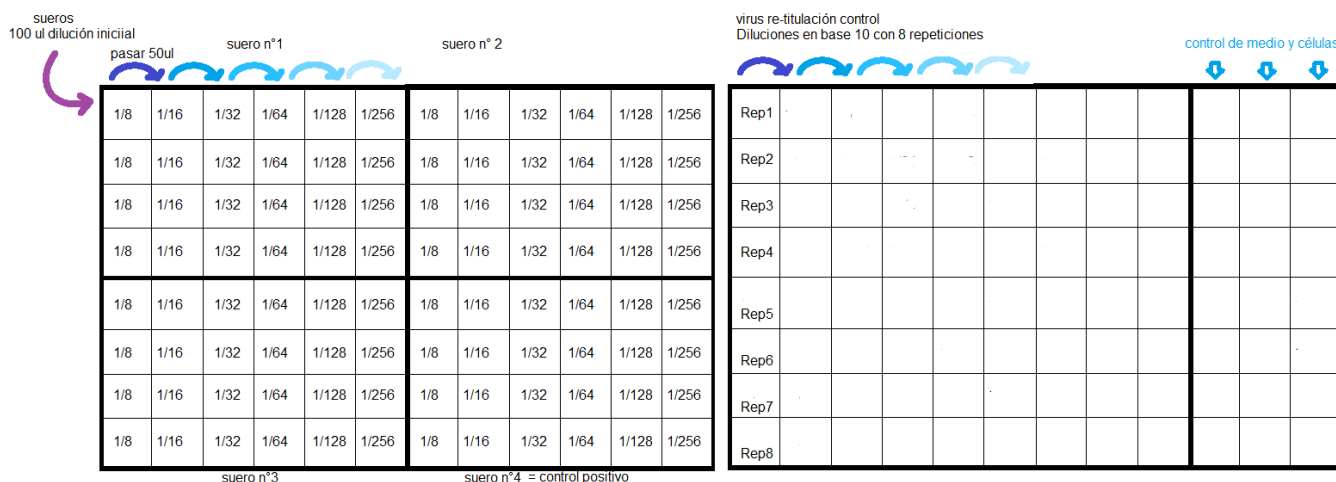 sueros
100 ul dilución iniciial
pasar 50ul
suero n°1
suero n° 2
1/8 1/16 1/32 1/64 1/128 1/256 1/8 1/16 1/32 1/64 1/128 1/256
1/8 1/16 1/32 1/64 1/128 1/256 1/8 1/16 1/32 1/64 1/128 1/256
1/8 1/16 1/32 1/64 1/128 1/256 1/8 1/16 1/32 1/64 1/128 1/256
1/8 1/16 1/32 1/64 1/128 1/256 1/8 1/16 1/32 1/64 1/128 1/256
1/8 1/16 1/32 1/64 1/128 1/256 1/8 1/16 1/32 1/64 1/128 1/256
1/8 1/16 1/32 1/64 1/128 1/256 1/8 1/16 1/32 1/64 1/128 1/256
1/8 1/16 1/32 1/64 1/128 1/256 1/8 1/16 1/32 1/64 1/128 1/256
1/8 1/16 1/32 1/64 1/128 1/256 1/8 1/16 1/32 1/64 1/128 1/256
suero n°3
suero n°4 = control positivo
virus re-titulación control
Diluciones en base 10 con 8 repeticiones
control de medio y células
Rep1
Rep2
Rep3
Rep4
Rep5
Rep6
Rep7
Rep8